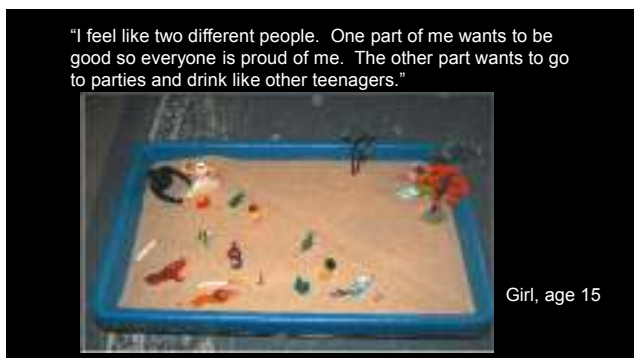 “I feel like two different people.  One part of me wants to be
good so everyone is proud of me.  The other part wants to go
to parties and drink like other teenagers.”
Girl, age 15